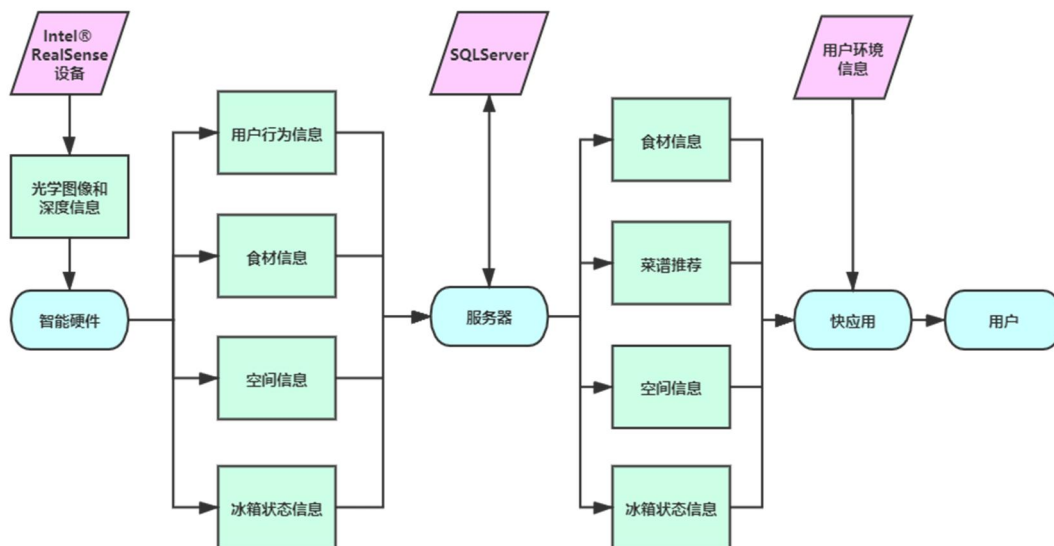 Intel®
RealSense
设备
SQLServer
用户环境
信息
用户行为信息
食材信息
光学图像和
深度信息
食材信息
菜谱推荐
智能硬件
服务器
快应用
用户
空间信息
空间信息
冰箱状态信息
冰箱状态信息